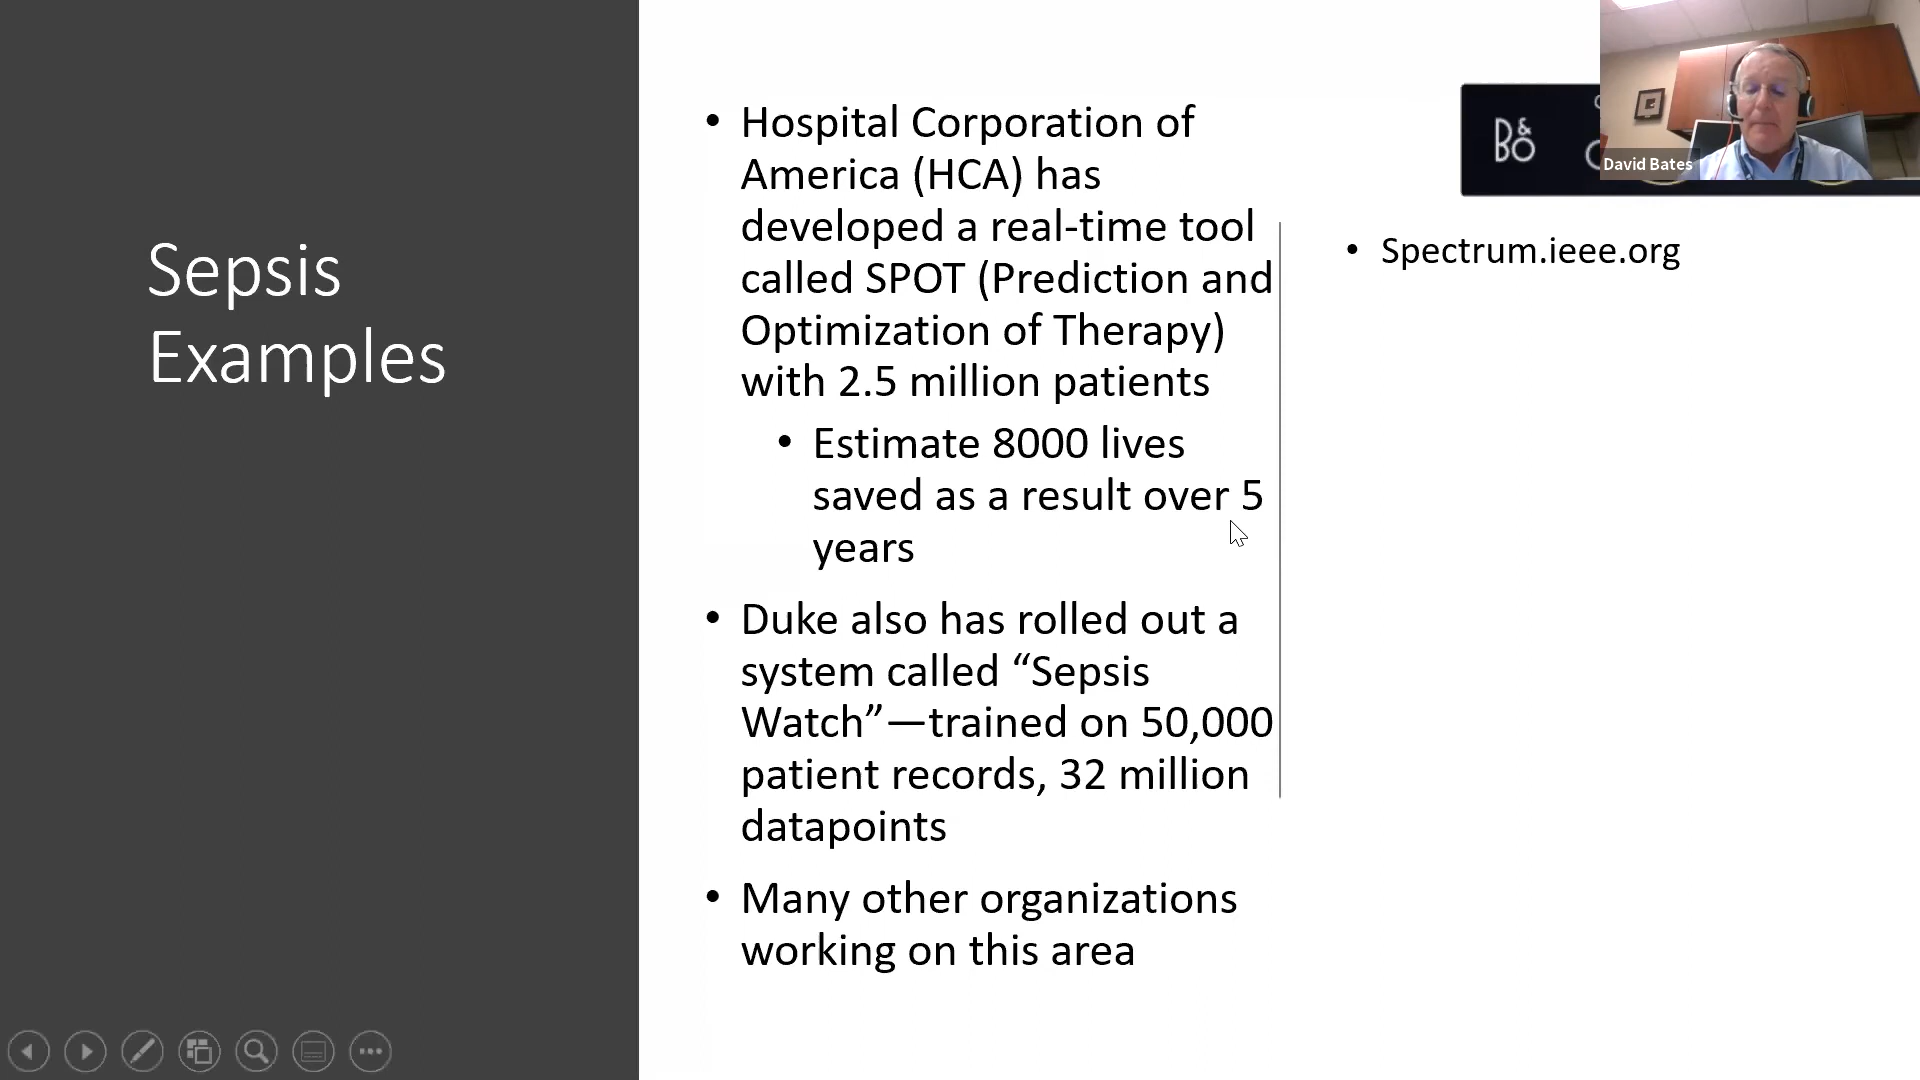 Sepsis
Examples
• Hospital Corporation of
America (HCA) has
developed a real-time tool
called SPOT (Prediction and
Optimization of Therapy)
with 2.5 million patients
• Estimate 8000 lives
saved as a result over 5
years
• Duke also has rolled out a
system called “Sepsis
Watch”—trained on 50,000
patient records, 32 million
datapoints
• Many other organizations
working on this area
B&O
David Bates
• Spectrum.ieee.org